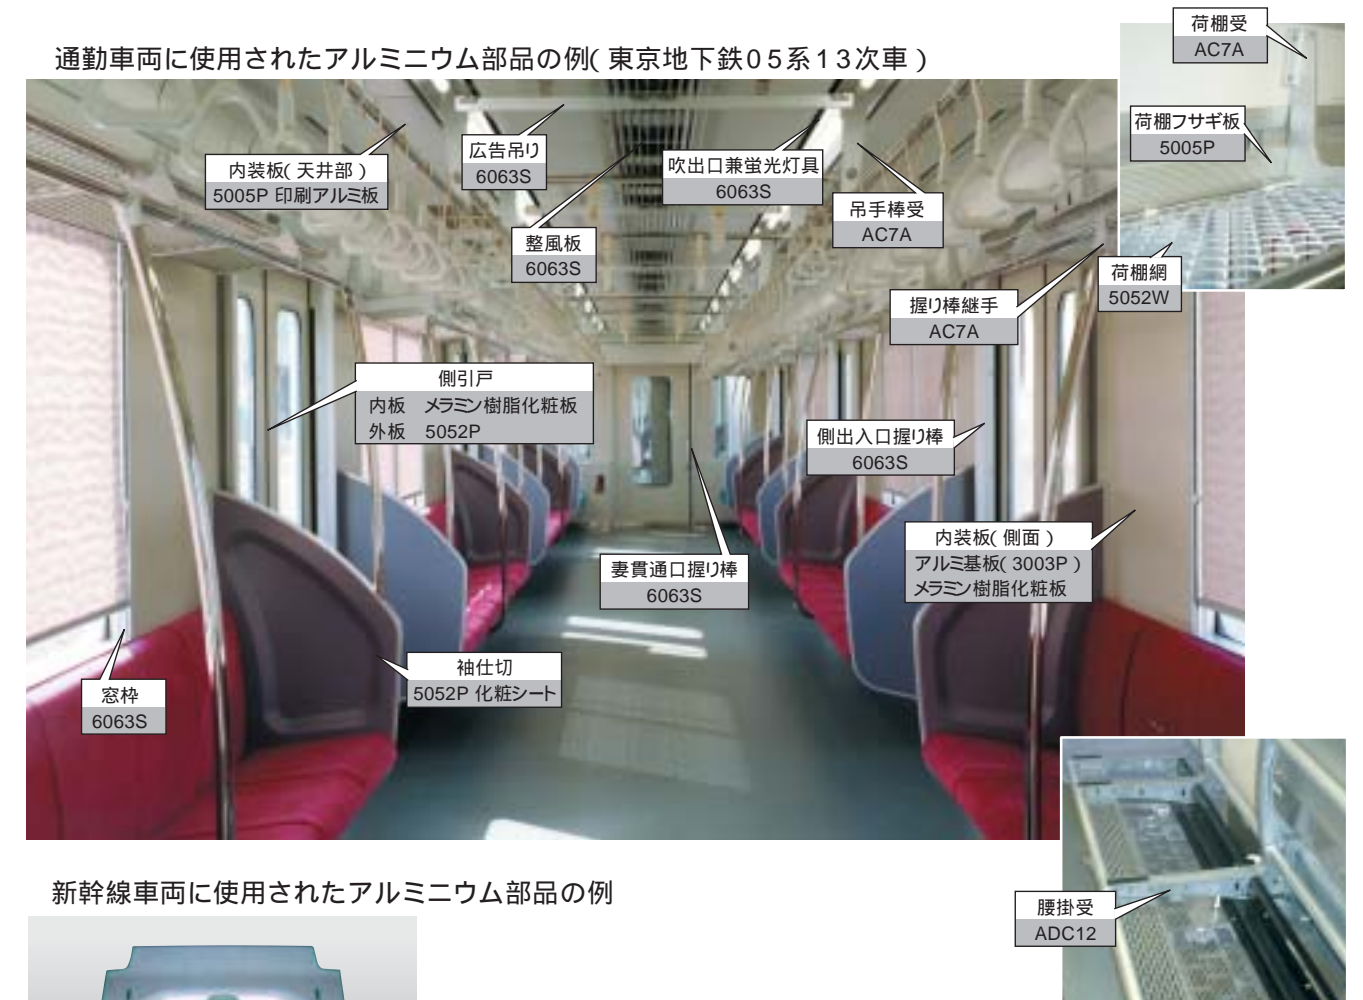 通勤車両に使用されたアルミニウム部品の例(東京地下鉄05系13次車)
荷棚受
AC7A
荷棚フサギ板
5005P
荷棚網
5052W
内装板(天井部)
5005P 印刷アルミ板
広告吊り
6063S
吹出口兼蛍光灯具
6063S
吊手棒受
AC7A
整風板
6063S
握り棒継手
AC7A
側引戸
内板 メラミン樹脂化粧板
外板 5052P
側出入口握り棒
6063S
内装板(側面)
アルミ基板(3003P)
メラミン樹脂化粧板
妻貫通口握り棒
6063S
袖仕切
5052P 化粧シート
窓枠
6063S
腰掛受
ADC12
新幹線車両に使用されたアルミニウム部品の例